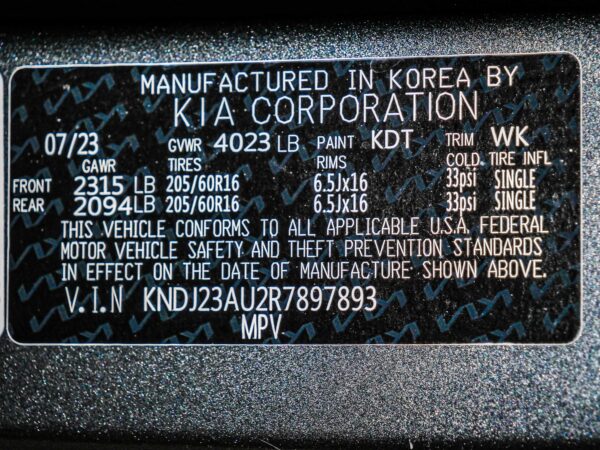 MANUFACTURED IN KOREA BY
KIA CORPORATION
07/23 GVWR 4023 LB PAINT KDT TRIM WK
GAWR TIRES RIMS COLD TIRE INFL
FRONT 2315 LB 205/60R16 6.5Jx16 33psi SINGLE
REAR 2094 LB 205/60R16 6.5Jx16 33psi SINGLE
THIS VEHICLE CONFORMS TO ALL APPLICABLE U.S.A. FEDERAL
MOTOR VEHICLE SAFETY AND THEFT PREVENTION STANDARDS
IN EFFECT ON THE DATE OF MANUFACTURE SHOWN ABOVE.
V.I.N KNDJ23AU2R7897893
MPV